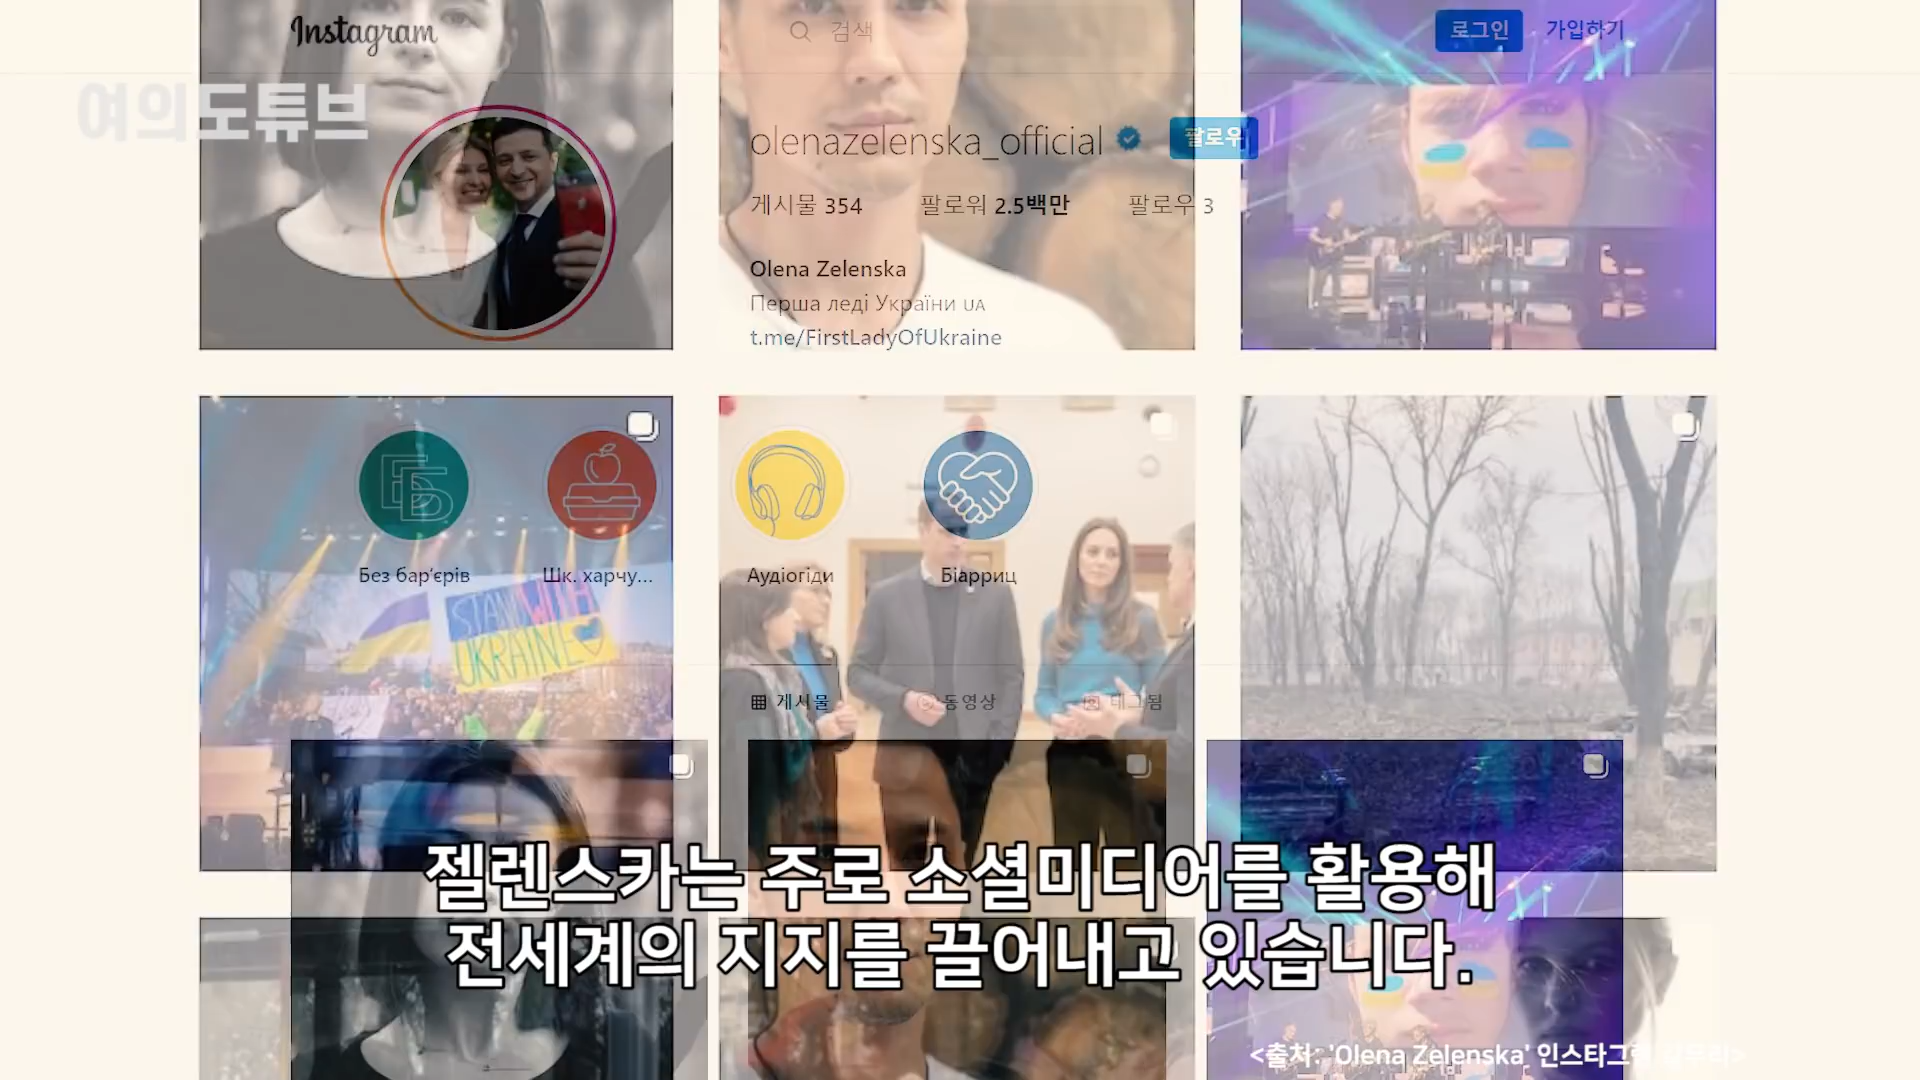 Instagram
검색
로그인 가입하기
여의도튜브
olenazelenska_official 팔로우
게시물 354 팔로워 2.5백만 팔로우 3
Olena Zelenska
Перша леді України UA
t.me/FirstLadyOfUkraine
ББ
Без барʼєрів Шк. харчу... Аудіогіди Біарриц
STAND WITH
UKRAINE
게시물 동영상 태그됨
젤렌스카는 주로 소셜미디어를 활용해
전세계의 지지를 끌어내고 있습니다.
<출처: 'Olena Zelenska' 인스타그램